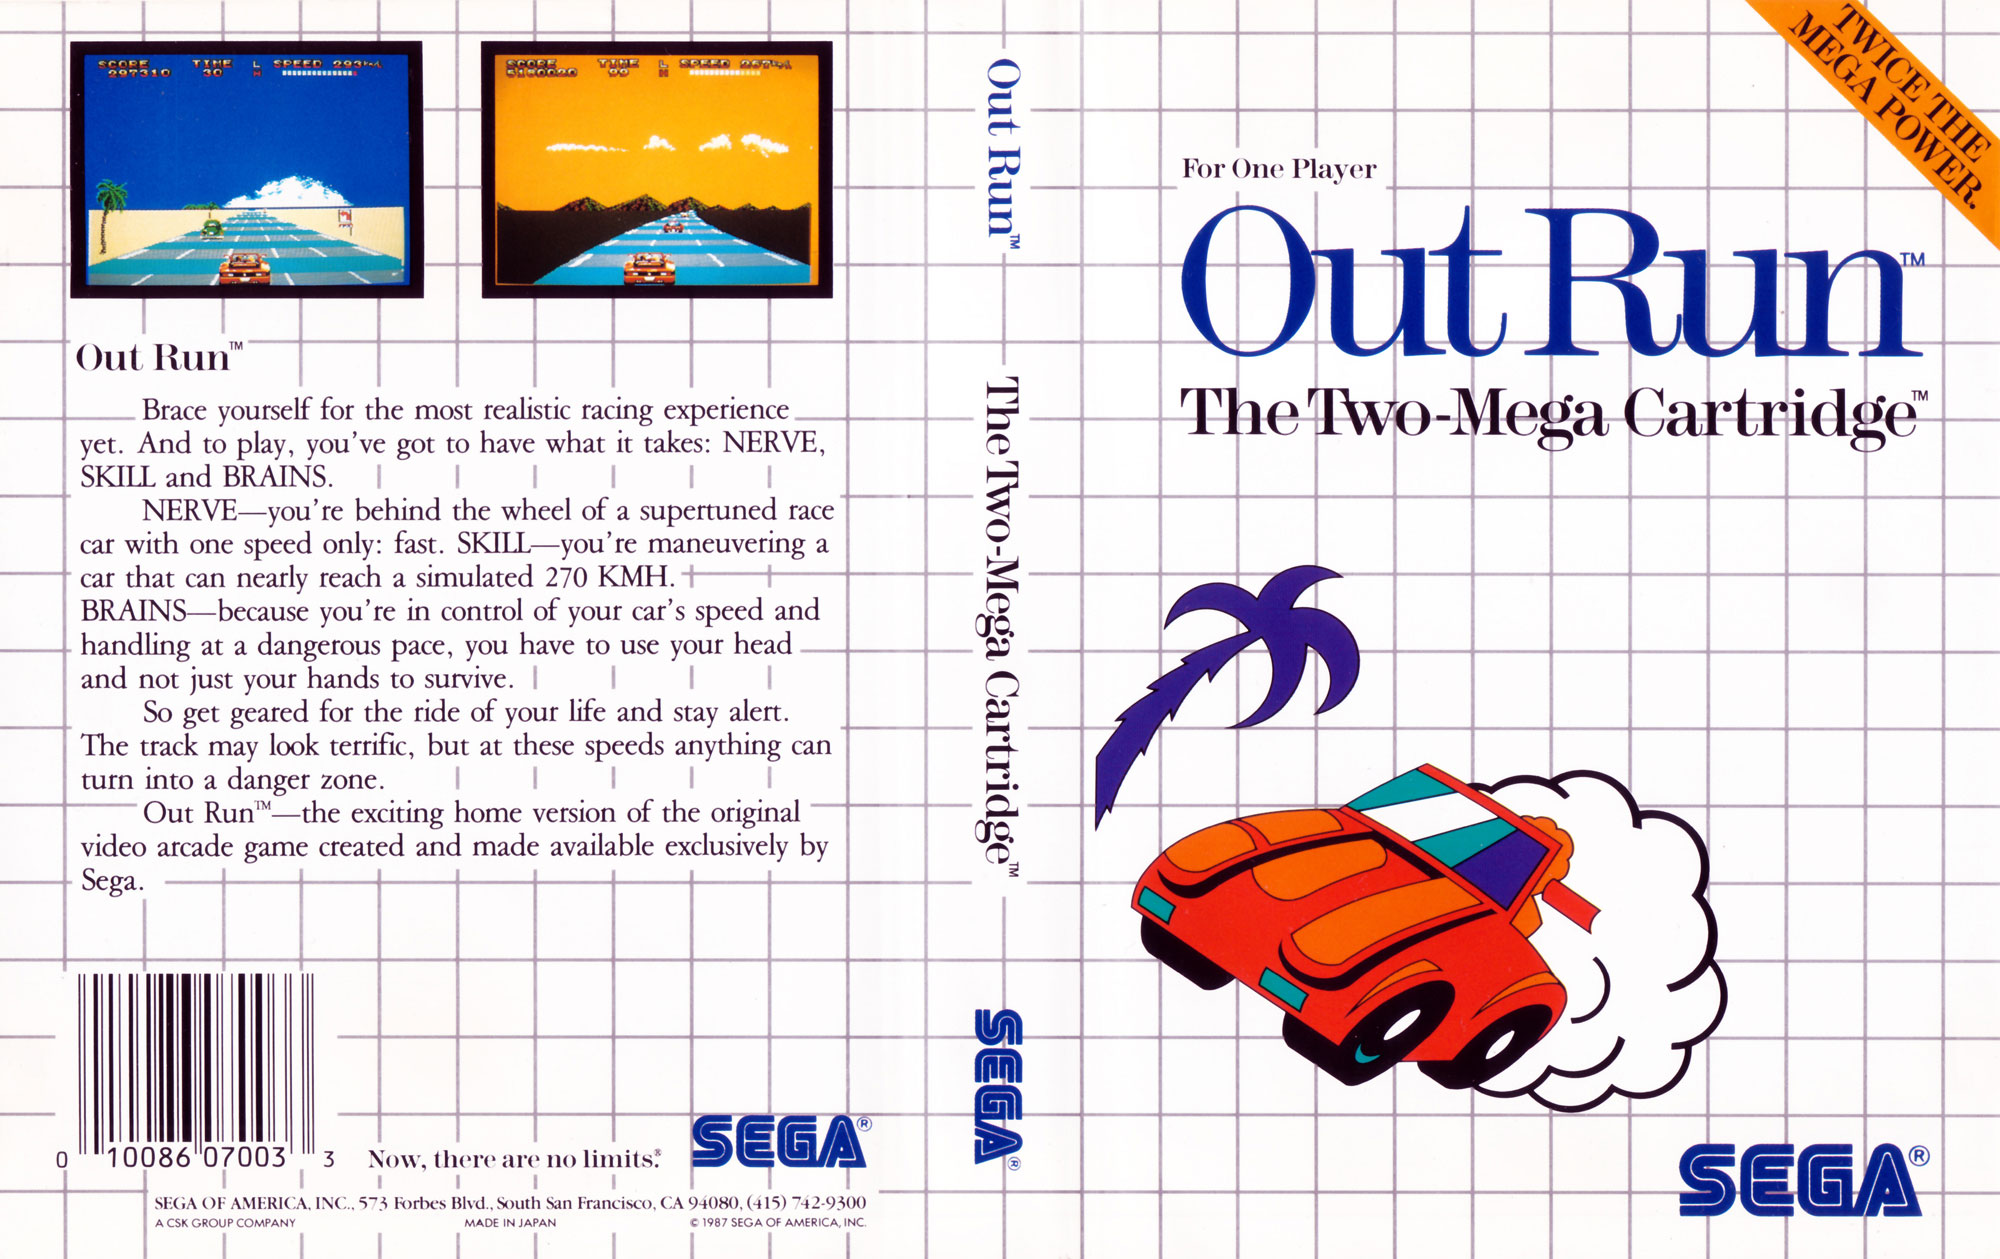 SCORE 297310 TIME 30 L H SPEED 293km/h
SCORE 5180020 TIME 99 L H SPEED 267km/h
Out Run™
Brace yourself for the most realistic racing experience
yet. And to play, you've got to have what it takes: NERVE,
SKILL and BRAINS.
NERVE—you're behind the wheel of a supertuned race
car with one speed only: fast. SKILL—you're maneuvering a
car that can nearly reach a simulated 270 KMH.
BRAINS—because you're in control of your car's speed and
handling at a dangerous pace, you have to use your head
and not just your hands to survive.
So get geared for the ride of your life and stay alert.
The track may look terrific, but at these speeds anything can
turn into a danger zone.
Out Run™—the exciting home version of the original
video arcade game created and made available exclusively by
Sega.
0 10086 07003 3
Now, there are no limits.®
SEGA®
SEGA OF AMERICA, INC., 573 Forbes Blvd., South San Francisco, CA 94080, (415) 742-9300
A CSK GROUP COMPANY MADE IN JAPAN © 1987 SEGA OF AMERICA, INC.
Out Run™ The Two-Mega Cartridge™ SEGA®
TWICE THE
MEGA POWER.
For One Player
Out Run™
The Two-Mega Cartridge™
SEGA®